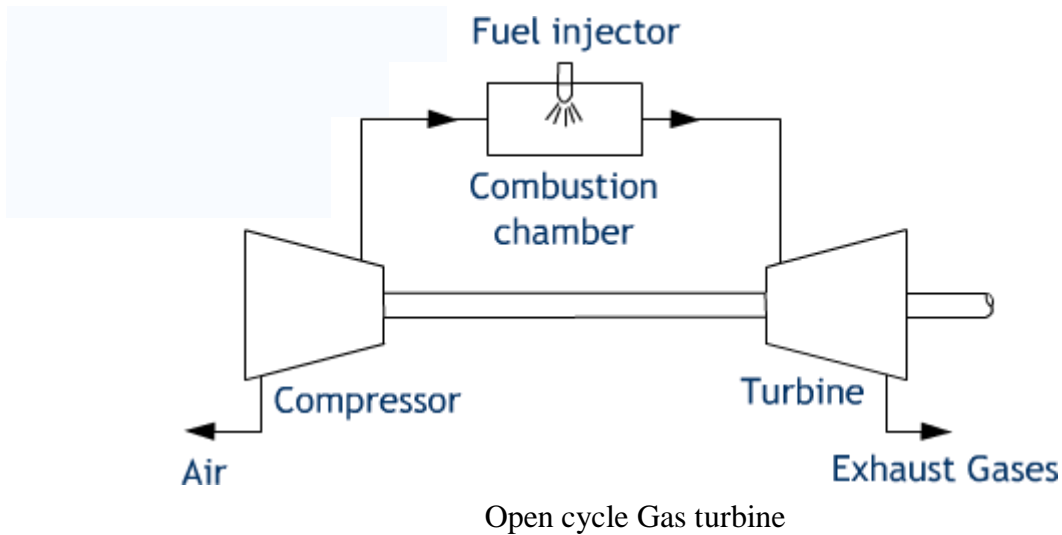 Fuel injector
Combustion
chamber
Compressor
Turbine
Air
Exhaust Gases
Open cycle Gas turbine